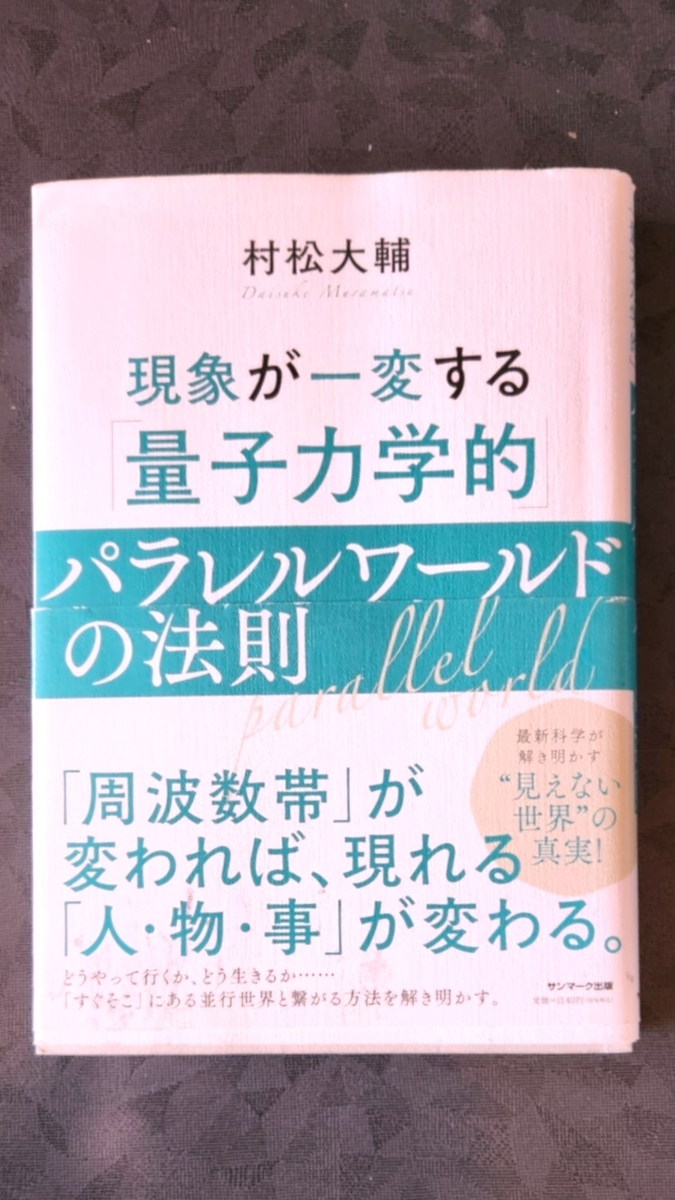 村松大輔
Daisuke Muramatsu
現象が一変する
「量子力学的」
パラレルワールド
の法則
parallel
world
最新科学が
解き明かす
“見えない
世界”の
真実！
「周波数帯」が
変われば、現れる
「人・物・事」が変わる。
どうやって行くか、どう生きるか……
「すぐそこ」にある並行世界と繋がる方法を解き明かす。
サンマーク出版